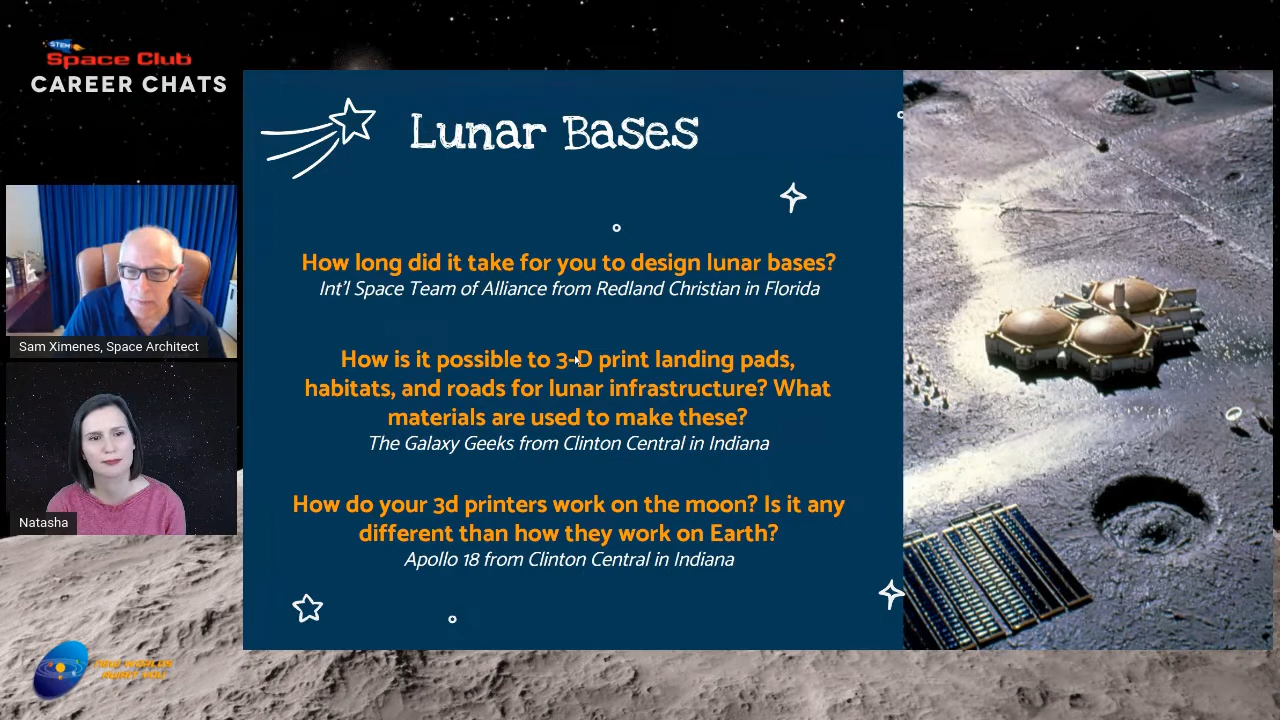 STEM
Space Club
CAREER CHATS
Lunar Bases
How long did it take for you to design lunar bases?
Int'l Space Team of Alliance from Redland Christian in Florida
How is it possible to 3-D print landing pads,
habitats, and roads for lunar infrastructure? What
materials are used to make these?
The Galaxy Geeks from Clinton Central in Indiana
How do your 3d printers work on the moon? Is it any
different than how they work on Earth?
Apollo 18 from Clinton Central in Indiana
Sam Ximenes, Space Architect
Natasha
NEW WORLDS
AWAIT YOU